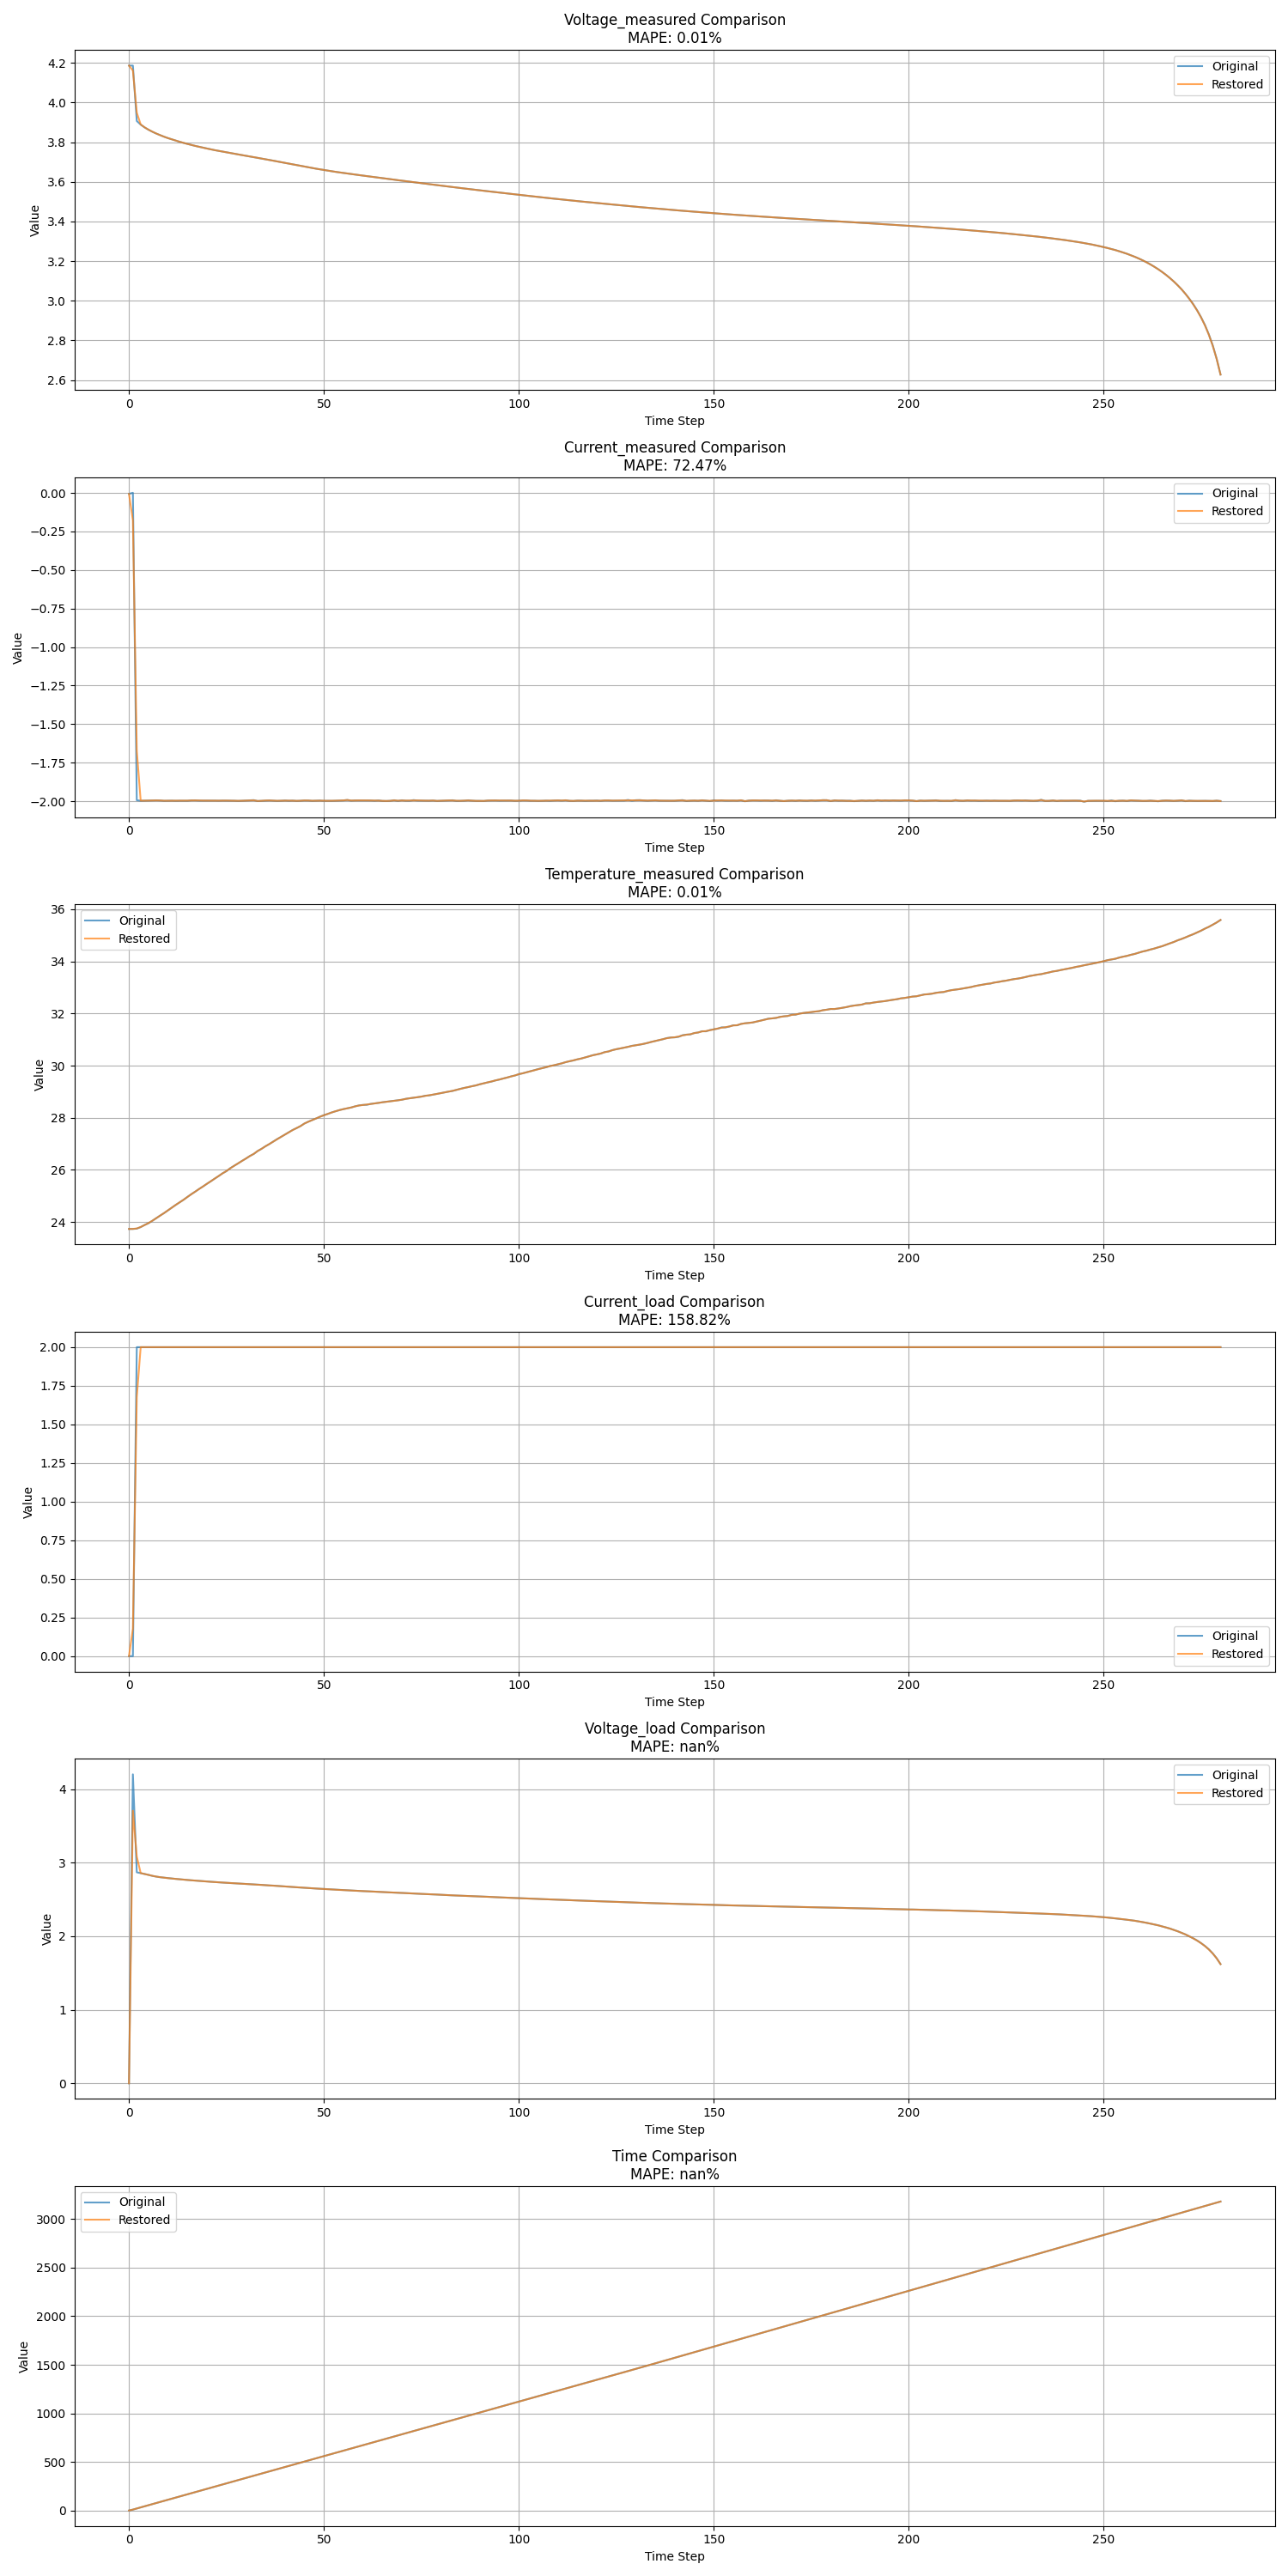 Voltage_measured Comparison
MAPE: 0.01%
4.2
4.0
3.8
3.6
3.4
3.2
3.0
2.8
2.6
Value
Original
Restored
0 50 100 150 200 250
Time Step
Current_measured Comparison
MAPE: 72.47%
0.00
−0.25
−0.50
−0.75
−1.00
−1.25
−1.50
−1.75
−2.00
Value
Original
Restored
0 50 100 150 200 250
Time Step
Temperature_measured Comparison
MAPE: 0.01%
36
34
32
30
28
26
24
Value
Original
Restored
0 50 100 150 200 250
Time Step
Current_load Comparison
MAPE: 158.82%
2.00
1.75
1.50
1.25
1.00
0.75
0.50
0.25
0.00
Value
Original
Restored
0 50 100 150 200 250
Time Step
Voltage_load Comparison
MAPE: nan%
4
3
2
1
0
Value
Original
Restored
0 50 100 150 200 250
Time Step
Time Comparison
MAPE: nan%
3000
2500
2000
1500
1000
500
0
Value
Original
Restored
0 50 100 150 200 250
Time Step